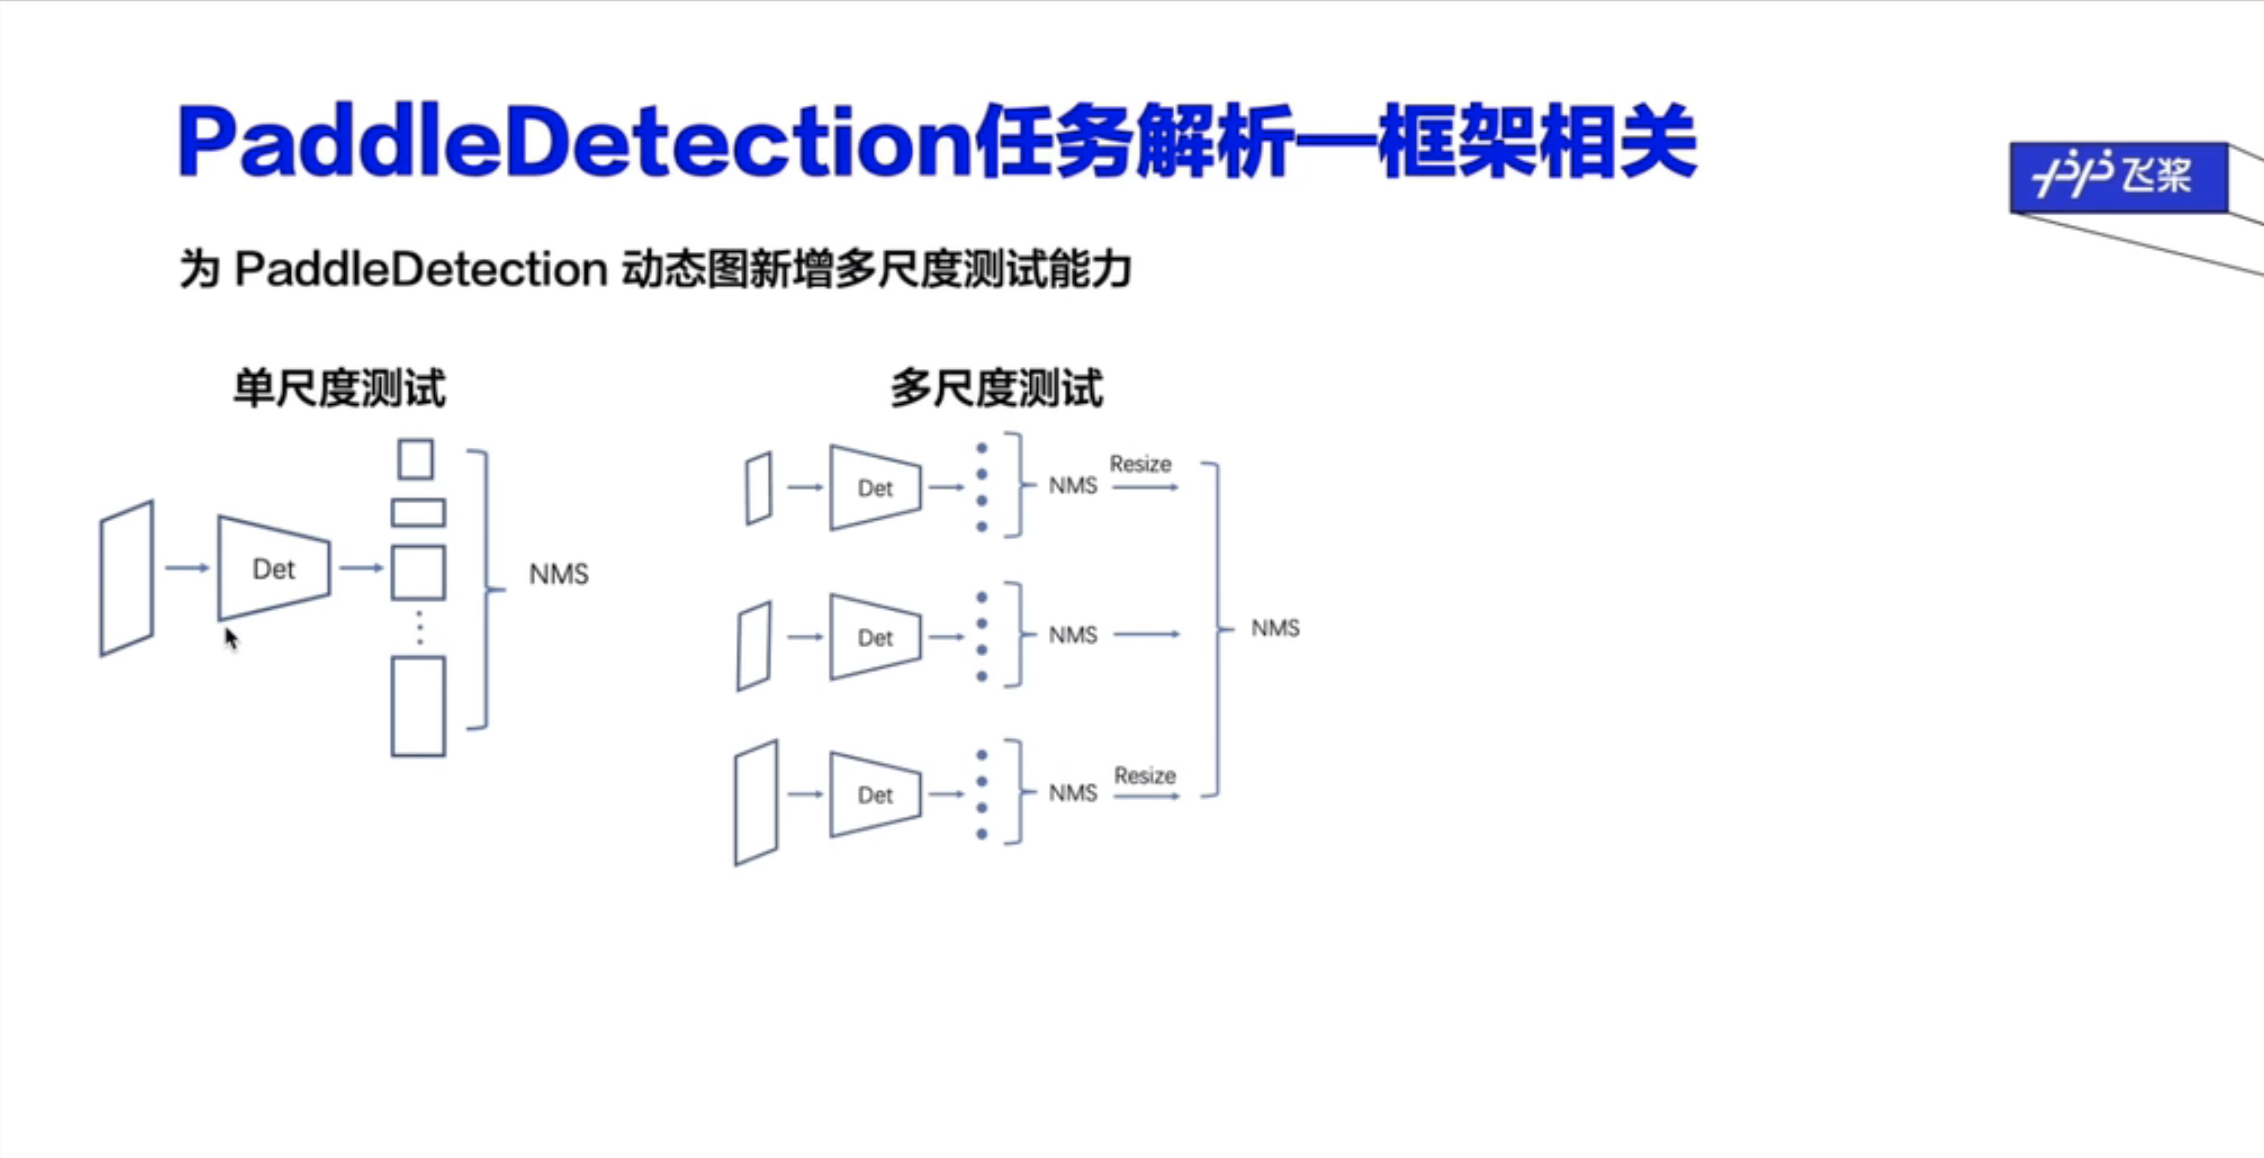 PaddleDetection任务解析—框架相关
飞桨
为 PaddleDetection 动态图新增多尺度测试能力
单尺度测试
多尺度测试
Det
NMS
Det
NMS
Resize
Det
NMS
NMS
Det
NMS
Resize